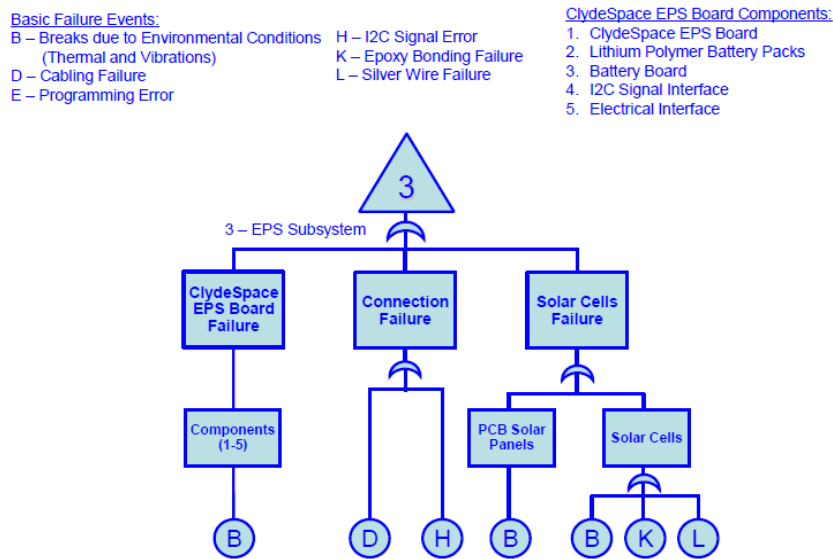 Basic Failure Events:
B – Breaks due to Environmental Conditions
(Thermal and Vibrations)
D – Cabling Failure
E – Programming Error
H – I2C Signal Error
K – Epoxy Bonding Failure
L – Silver Wire Failure
ClydeSpace EPS Board Components:
1. ClydeSpace EPS Board
2. Lithium Polymer Battery Packs
3. Battery Board
4. I2C Signal Interface
5. Electrical Interface
3
3 – EPS Subsystem
ClydeSpace
EPS Board
Failure
Connection
Failure
Solar Cells
Failure
Components
(1-5)
PCB Solar
Panels
Solar Cells
B
D
H
B
B
K
L